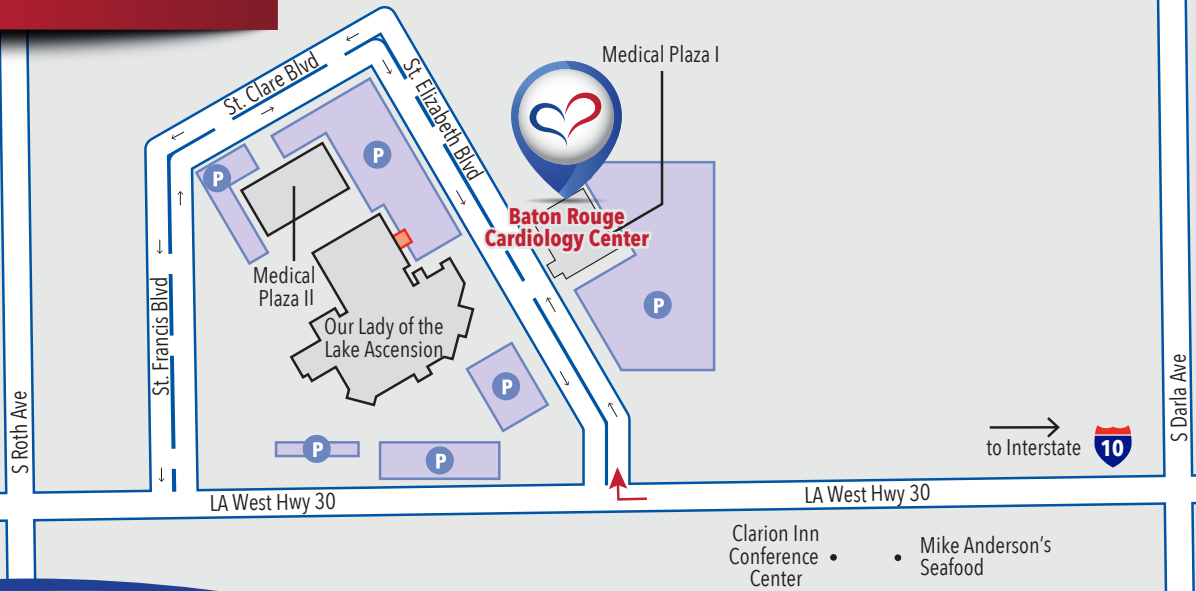 Medical Plaza I
St. Clare Blvd
St. Elizabeth Blvd
P
P
Baton Rouge
Cardiology Center
Medical
Plaza II
P
St. Francis Blvd
Our Lady of the
Lake Ascension
P
S Roth Ave
S Darla Ave
P
P
to Interstate
10
LA West Hwy 30
LA West Hwy 30
Clarion Inn
Conference
Center
Mike Anderson's
Seafood